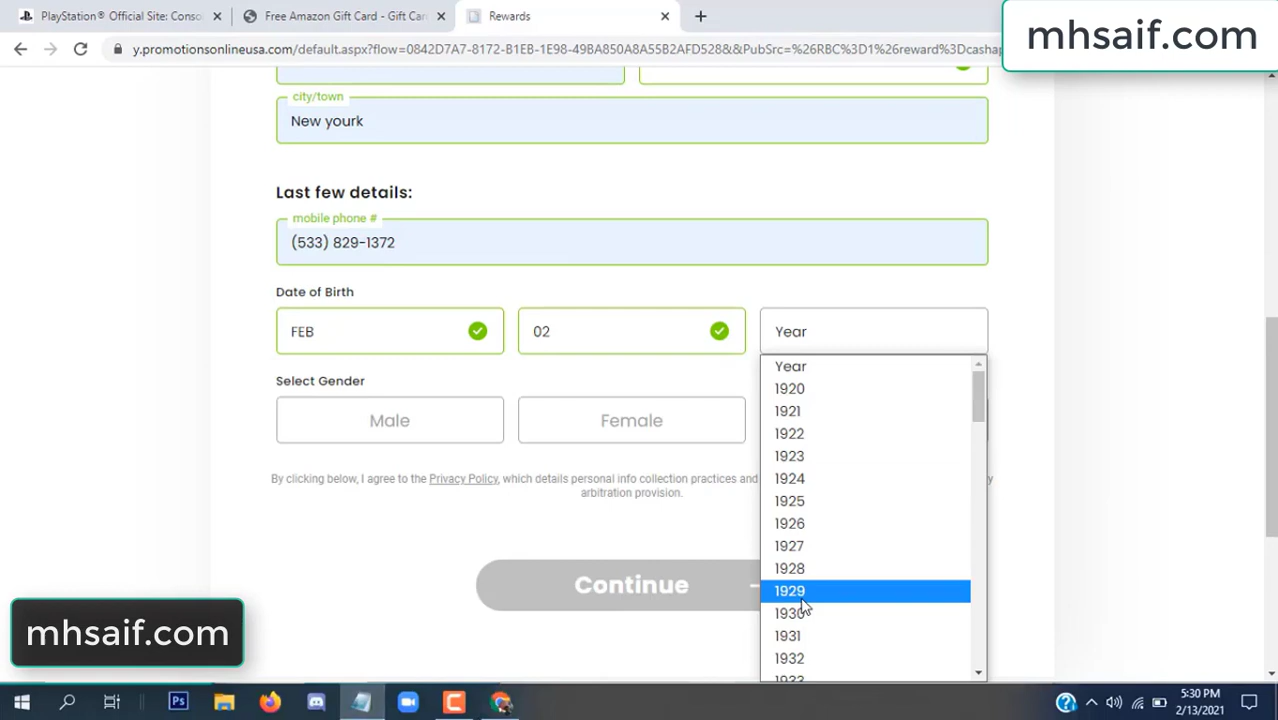 PlayStation® Official Site: Conso
Free Amazon Gift Card - Gift Car
Rewards
mhsaif.com
y.promotionsonlineusa.com/default.aspx?flow=0842D7A7-8172-B1EB-1E98-49BA850A8A55B2AFD528&&PubSrc=%26RBC%3D1%26reward%3Dcashap
city/town
New yourk
Last few details:
mobile phone #
(533) 829-1372
Date of Birth
FEB
02
Year
Year
1920
1921
1922
1923
1924
1925
1926
1927
1928
1929
1930
1931
1932
1933
Select Gender
Male
Female
By clicking below, I agree to the Privacy Policy, which details personal info collection practices and
y
arbitration provision.
Continue
mhsaif.com
Ps
5:30 PM
2/13/2021